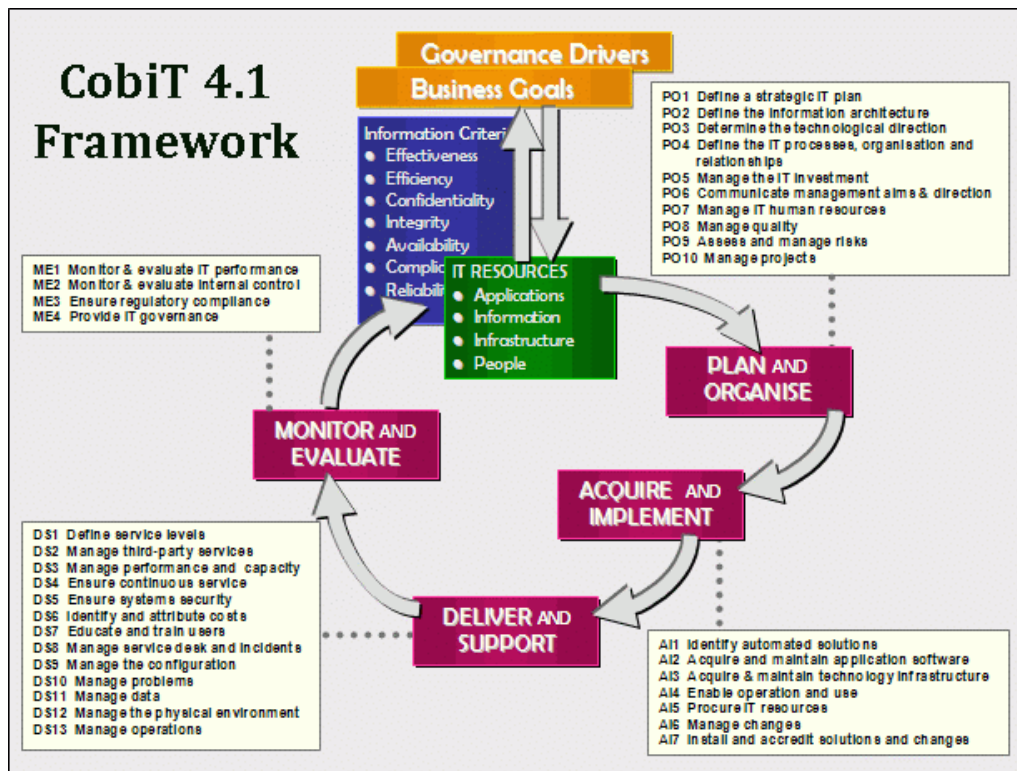 CobiT 4.1
Framework
Governance Drivers
Business Goals
Information Criteri
Effectiveness
Efficiency
Confidentiality
Integrity
Availability
Complia
Reliabilit
IT RESOURCES
Applications
Information
Infrastructure
People
PO1 Define a strategic IT plan
PO2 Define the information architecture
PO3 Determine the technological direction
PO4 Define the IT processes, organisation and
relationships
PO5 Manage the IT investment
PO6 Communicate management aims & direction
PO7 Manage IT human resources
PO8 Manage quality
PO9 Assess and manage risks
PO10 Manage projects
PLAN AND
ORGANISE
ME1 Monitor & evaluate IT performance
ME2 Monitor & evaluate internal control
ME3 Ensure regulatory compliance
ME4 Provide IT governance
MONITOR AND
EVALUATE
ACQUIRE AND
IMPLEMENT
DS1 Define service levels
DS2 Manage third-party services
DS3 Manage performance and capacity
DS4 Ensure continuous service
DS5 Ensure systems security
DS6 Identify and attribute costs
DS7 Educate and train users
DS8 Manage service desk and incidents
DS9 Manage the configuration
DS10 Manage problems
DS11 Manage data
DS12 Manage the physical environment
DS13 Manage operations
DELIVER AND
SUPPORT
AI1 Identify automated solutions
AI2 Acquire and maintain application software
AI3 Acquire & maintain technology infrastructure
AI4 Enable operation and use
AI5 Procure IT resources
AI6 Manage changes
AI7 Install and accredit solutions and changes